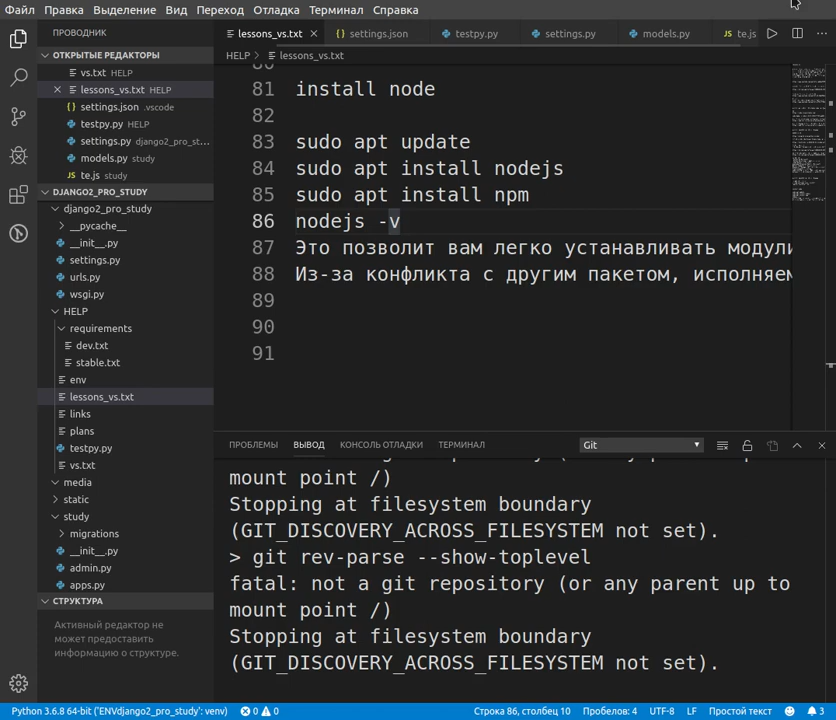 Файл Правка Выделение Вид Переход Отладка Терминал Справка
ПРОВОДНИК
lessons_vs.txt settings.json testpy.py settings.py models.py te.js
HELP > lessons_vs.txt
ОТКРЫТЫЕ РЕДАКТОРЫ
vs.txt HELP
lessons_vs.txt HELP
settings.json .vscode
testpy.py HELP
settings.py django2_pro_st...
models.py study
te.js
DJANGO2_PRO_STUDY
django2_pro_study
__pycache__
__init__.py
settings.py
urls.py
wsgi.py
HELP
requirements
dev.txt
stable.txt
env
lessons_vs.txt
links
plans
testpy.py
vs.txt
media
static
study
migrations
__init__.py
admin.py
apps.py
СТРУКТУРА
Активный редактор не
может предоставить
информацию о структуре.
81 install node
82
83 sudo apt update
84 sudo apt install nodejs
85 sudo apt install npm
86 nodejs -v
87 Это позволит вам легко устанавливать модули
88 Из-за конфликта с другим пакетом, исполняем
89
90
91
ПРОБЛЕМЫ ВЫВОД КОНСОЛЬ ОТЛАДКИ ТЕРМИНАЛ Git
mount point /)
Stopping at filesystem boundary
(GIT_DISCOVERY_ACROSS_FILESYSTEM not set).
> git rev-parse --show-toplevel
fatal: not a git repository (or any parent up to
mount point /)
Stopping at filesystem boundary
(GIT_DISCOVERY_ACROSS_FILESYSTEM not set).
Python 3.6.8 64-bit ('ENVdjango2_pro_study': venv) 0 0 Строка 86, столбец 10 Пробелов: 4 UTF-8 LF Простой текст 3